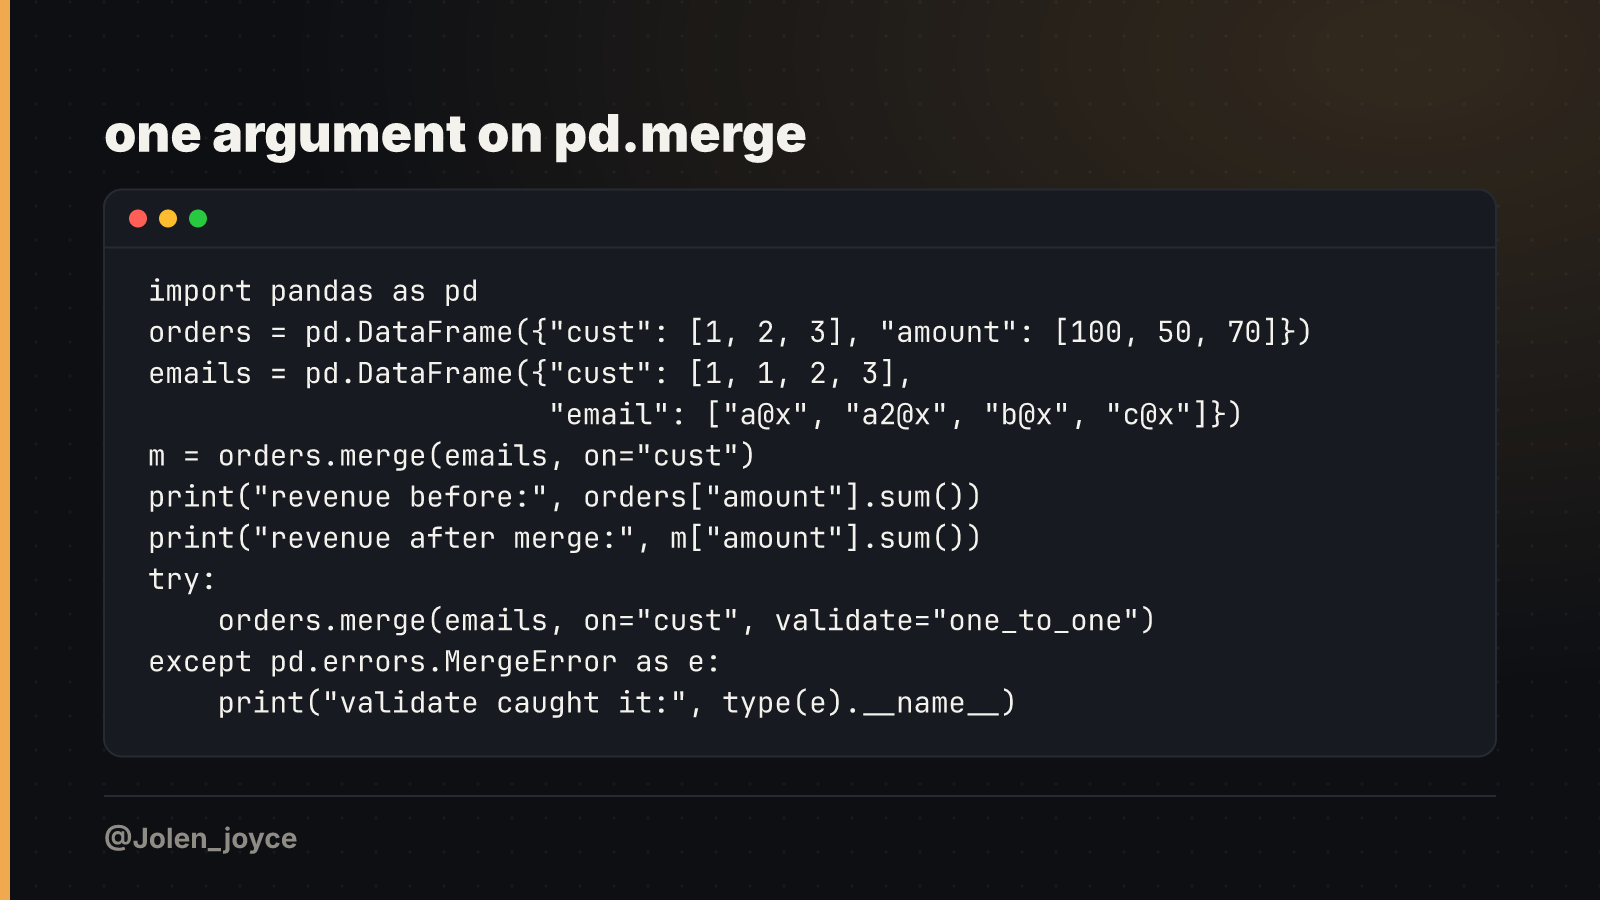 one argument on pd.merge
import pandas as pd
orders = pd.DataFrame({"cust": [1, 2, 3], "amount": [100, 50, 70]})
emails = pd.DataFrame({"cust": [1, 1, 2, 3],
                       "email": ["a@x", "a2@x", "b@x", "c@x"]})
m = orders.merge(emails, on="cust")
print("revenue before:", orders["amount"].sum())
print("revenue after merge:", m["amount"].sum())
try:
    orders.merge(emails, on="cust", validate="one_to_one")
except pd.errors.MergeError as e:
    print("validate caught it:", type(e).__name__)
@Jolen_joyce